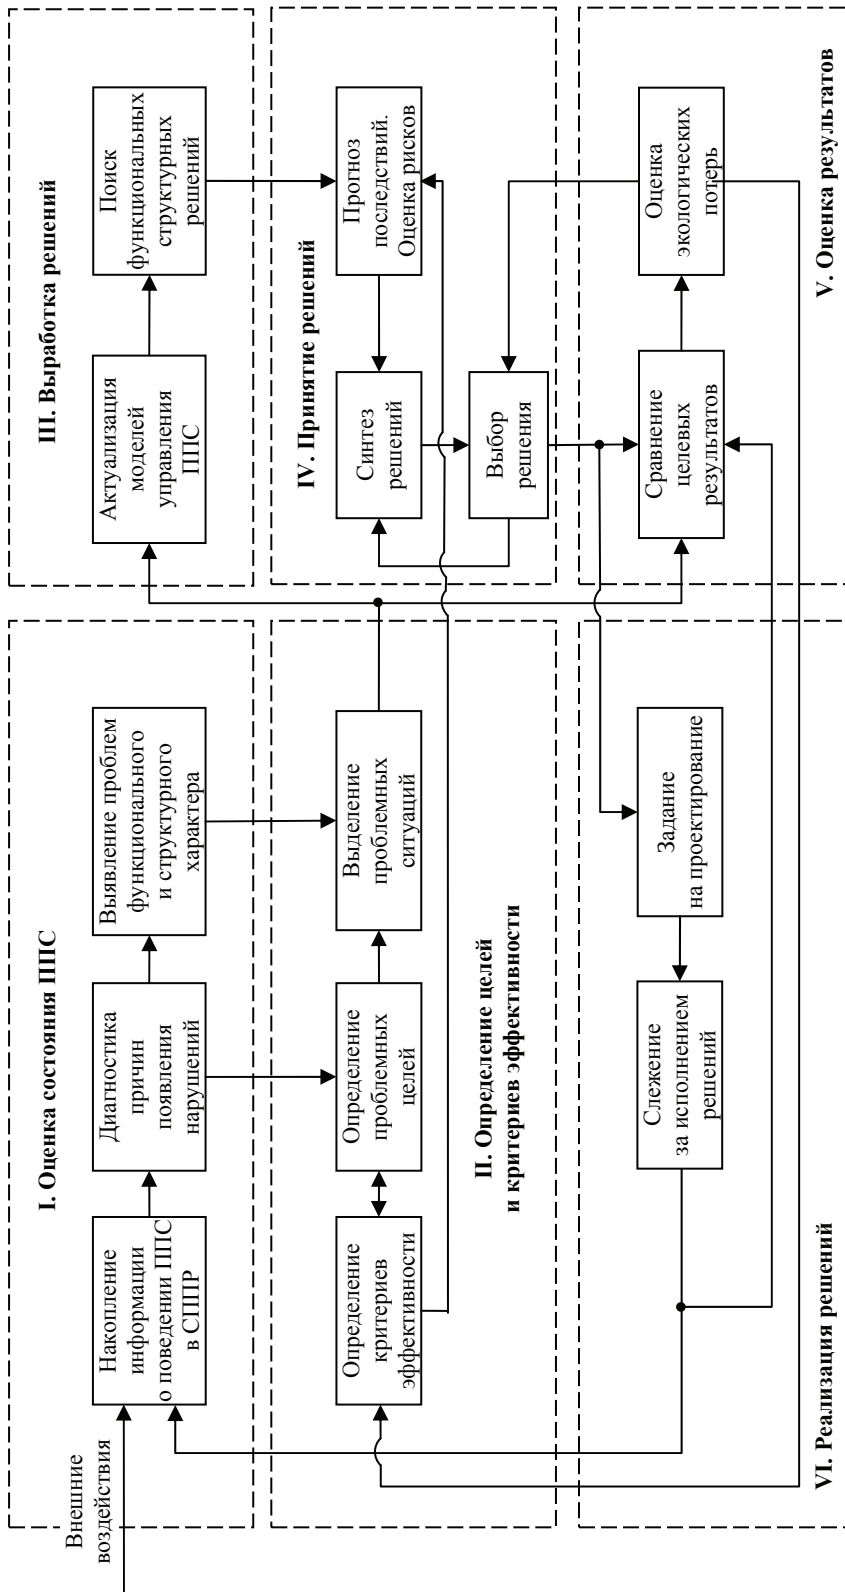 Внешние
воздействия
I. Оценка состояния ППС
Накопление
информации
о поведении ППС
в СППР
Диагностика
причин
появления
нарушений
Выявление проблем
функционального
и структурного
характера
III. Выработка решений
Актуализация
моделей
управления
ППС
Поиск
функциональных
структурных
решений
Определение
критериев
эффективности
Определение
проблемных
целей
Выделение
проблемных
ситуаций
II. Определение целей
и критериев эффективности
IV. Принятие решений
Синтез
решений
Прогноз
последствий.
Оценка рисков
Выбор
решения
Слежение
за исполнением
решений
Задание
на проектирование
VI. Реализация решений
Сравнение
целевых
результатов
Оценка
экологических
потерь
V. Оценка результатов